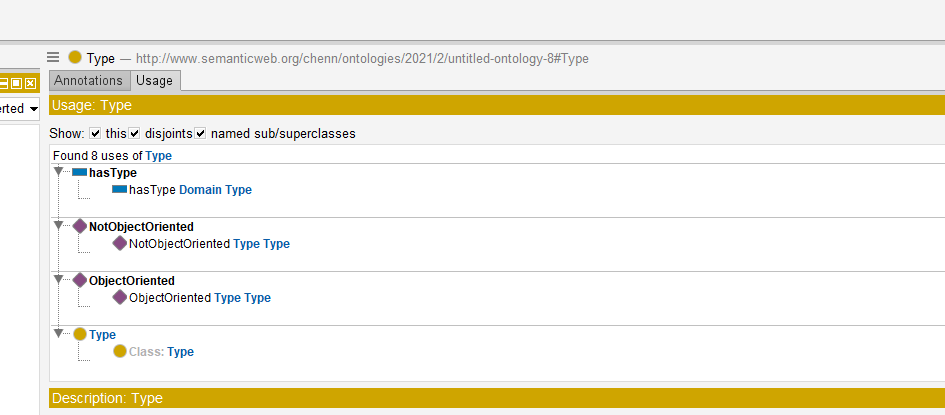 Type — http://www.semanticweb.org/chenn/ontologies/2021/2/untitled-ontology-8#Type
Annotations Usage
Usage: Type
Show: this disjoints named sub/superclasses
Found 8 uses of Type
hasType
hasType Domain Type
NotObjectOriented
NotObjectOriented Type Type
ObjectOriented
ObjectOriented Type Type
Type
Class: Type
Description: Type